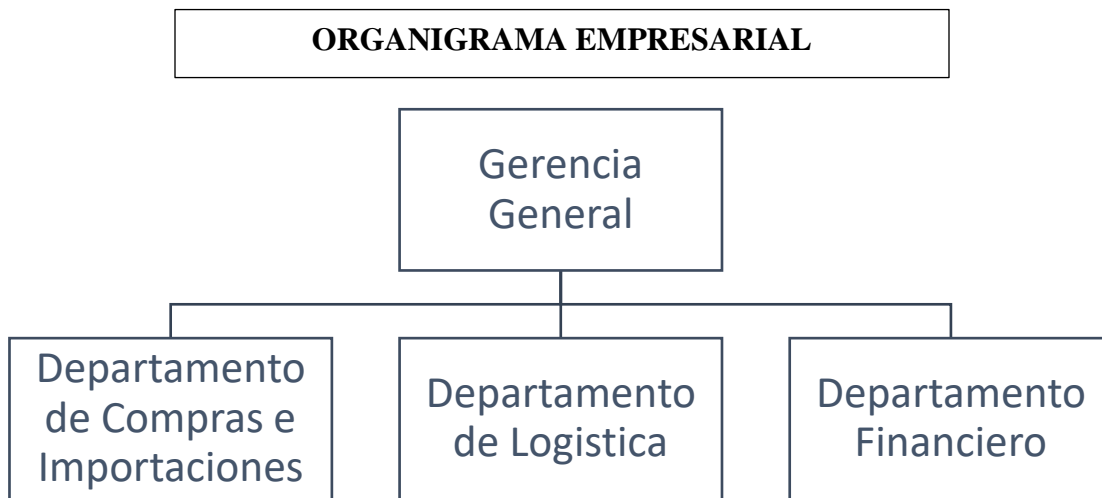 ORGANIGRAMA EMPRESARIAL
Gerencia
General
Departamento
de Compras e
Importaciones
Departamento
de Logistica
Departamento
Financiero